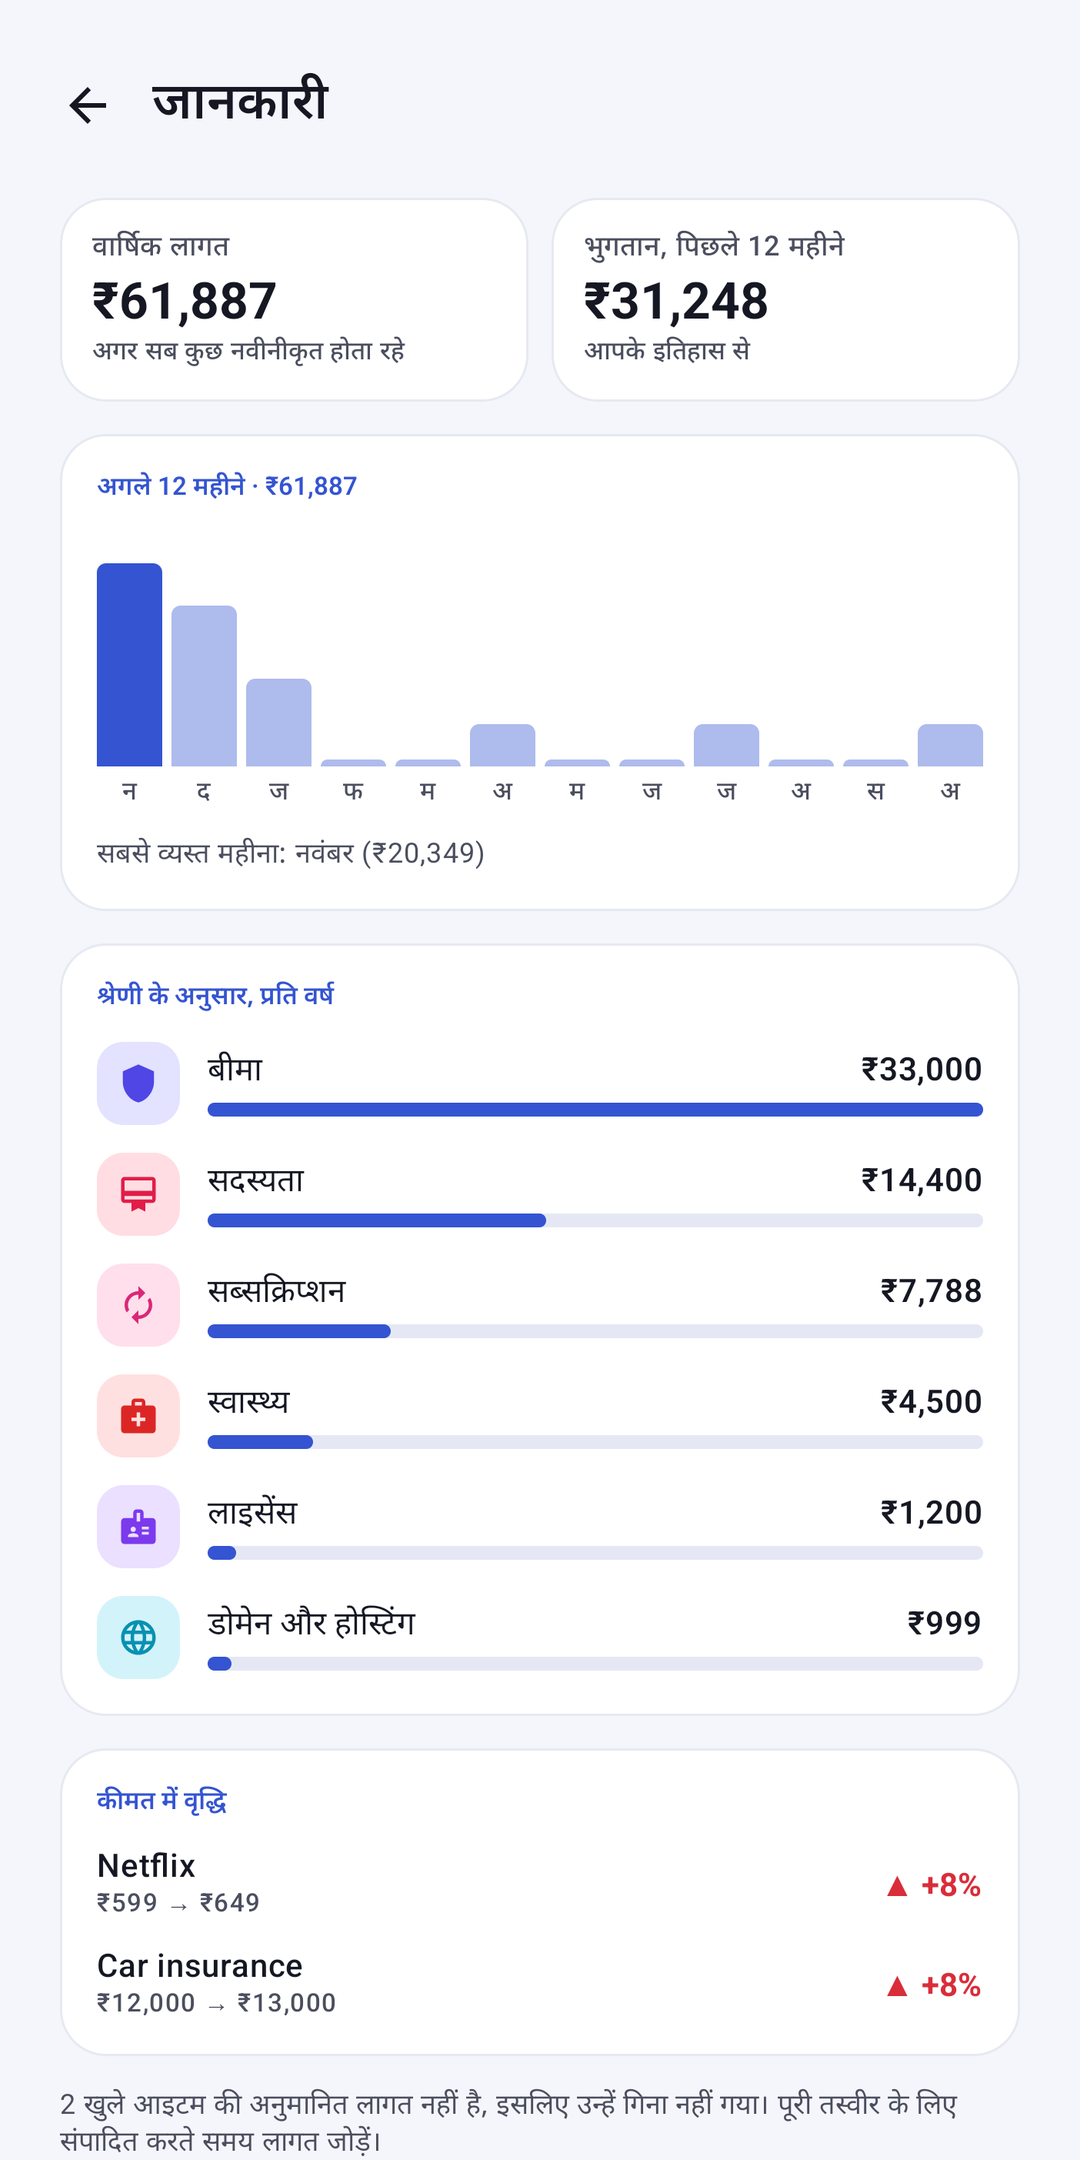 जानकारी
वार्षिक लागत
₹61,887
अगर सब कुछ नवीनीकृत होता रहे
भुगतान, पिछले 12 महीने
₹31,248
आपके इतिहास से
अगले 12 महीने · ₹61,887
न द ज फ म अ म ज ज अ स अ
सबसे व्यस्त महीना: नवंबर (₹20,349)
श्रेणी के अनुसार, प्रति वर्ष
बीमा ₹33,000
सदस्यता ₹14,400
सब्सक्रिप्शन ₹7,788
स्वास्थ्य ₹4,500
लाइसेंस ₹1,200
डोमेन और होस्टिंग ₹999
कीमत में वृद्धि
Netflix
₹599 → ₹649
▲ +8%
Car insurance
₹12,000 → ₹13,000
▲ +8%
2 खुले आइटम की अनुमानित लागत नहीं है, इसलिए उन्हें गिना नहीं गया। पूरी तस्वीर के लिए
संपादित करते समय लागत जोड़ें।